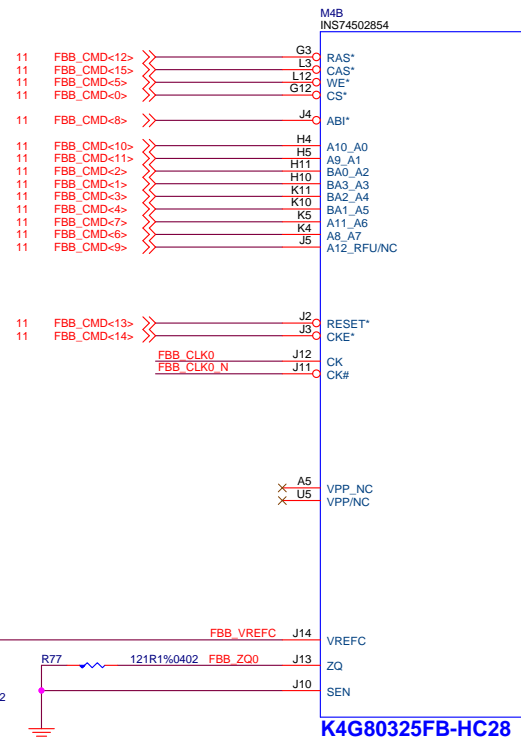 M4B
INS74502854
11 FBB_CMD<12> G3 RAS*
11 FBB_CMD<15> L3 CAS*
11 FBB_CMD<5> L12 WE*
11 FBB_CMD<0> G12 CS*
11 FBB_CMD<8> J4 ABI*
11 FBB_CMD<10> H4 A10_A0
11 FBB_CMD<11> H5 A9_A1
11 FBB_CMD<2> H11 BA0_A2
11 FBB_CMD<1> H10 BA3_A3
11 FBB_CMD<3> K11 BA2_A4
11 FBB_CMD<4> K10 BA1_A5
11 FBB_CMD<7> K5 A11_A6
11 FBB_CMD<6> K4 A8_A7
11 FBB_CMD<9> J5 A12_RFU/NC
11 FBB_CMD<13> J2 RESET*
11 FBB_CMD<14> J3 CKE*
FBB_CLK0 J12 CK
FBB_CLK0_N J11 CK#
A5 VPP_NC
U5 VPP/NC
FBB_VREFC J14 VREFC
R77 121R1%0402 FBB_ZQ0 J13 ZQ
J10 SEN
2
K4G80325FB-HC28